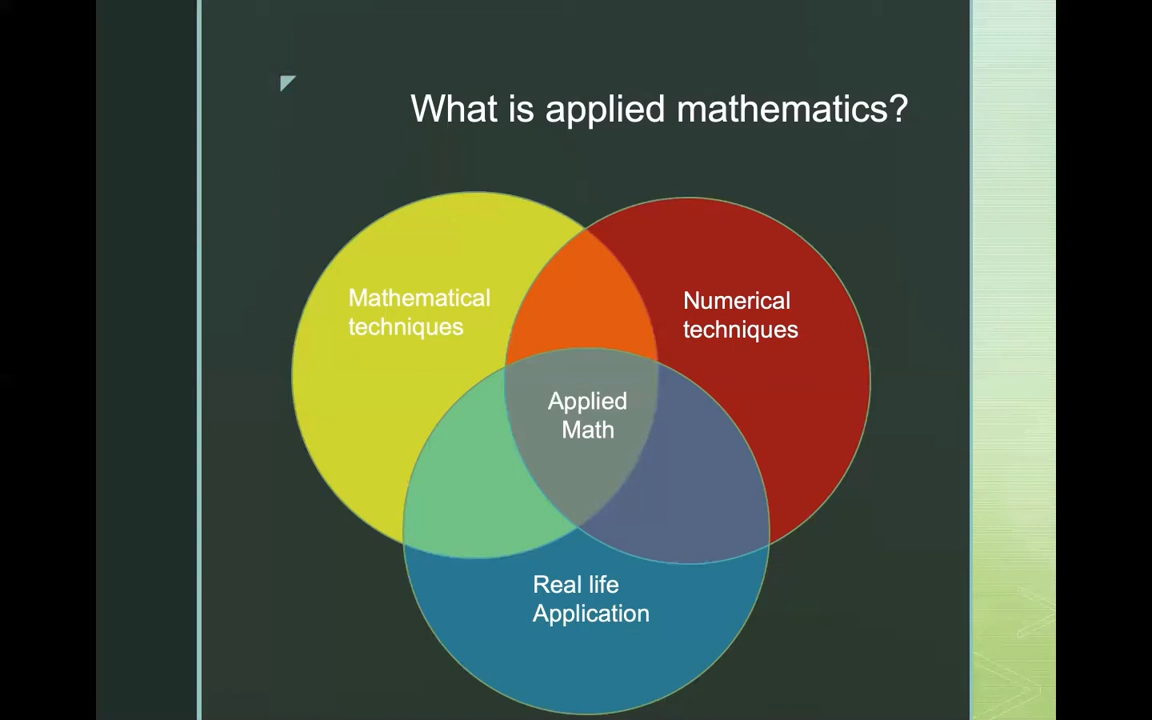 What is applied mathematics?
Mathematical
techniques
Numerical
techniques
Applied
Math
Real life
Application